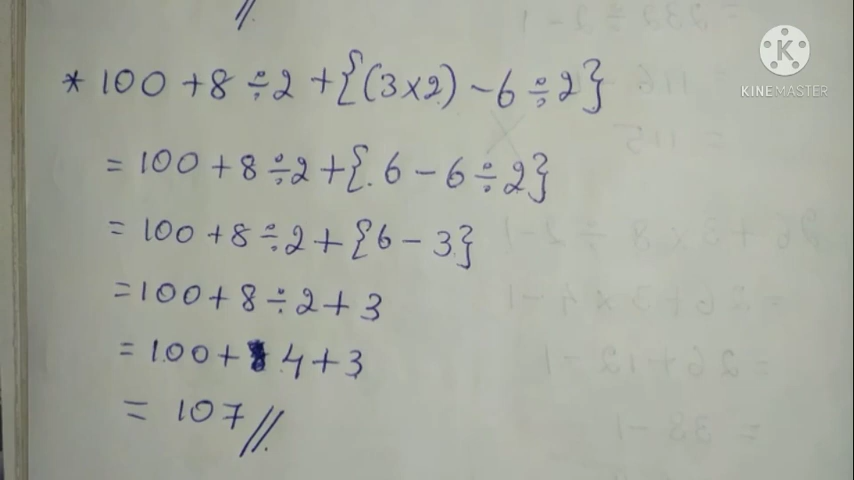 * 100 + 8 ÷ 2 + {(3 × 2) - 6 ÷ 2}
KINEMASTER
= 100 + 8 ÷ 2 + {. 6 - 6 ÷ 2}
= 100 + 8 ÷ 2 + {6 - 3}
= 100 + 8 ÷ 2 + 3
= 100 + 4 + 3
= 107 //